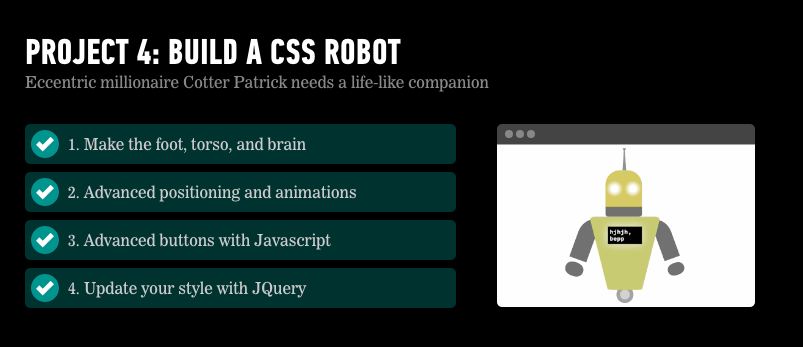 PROJECT 4: BUILD A CSS ROBOT
Eccentric millionaire Cotter Patrick needs a life-like companion
1. Make the foot, torso, and brain
2. Advanced positioning and animations
3. Advanced buttons with Javascript
4. Update your style with JQuery
hjhjh,
bepp